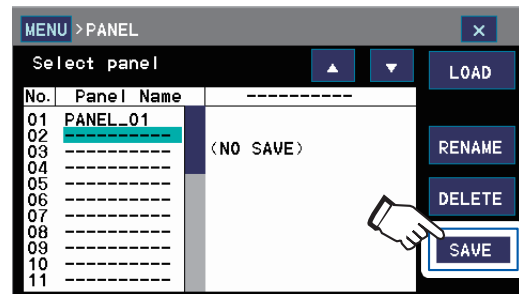 MENU >PANEL ×
Select panel ▲ ▼ LOAD
No. Panel Name ----------
01 PANEL_01
02 ----------
03 ---------- (NO SAVE) RENAME
04 ----------
05 ----------
06 ---------- DELETE
07 ----------
08 ----------
09 ---------- SAVE
10 ----------
11 ----------